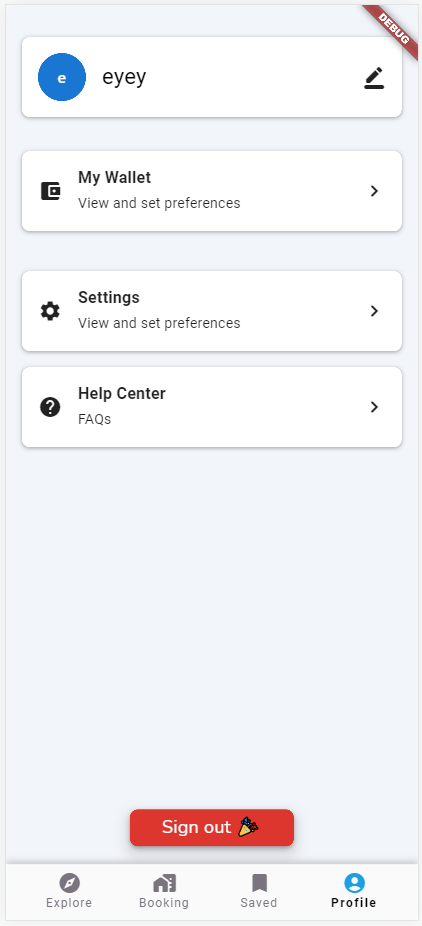 DEBUG
e
eyey
My Wallet
View and set preferences
Settings
View and set preferences
Help Center
FAQs
Sign out 🎉
Explore
Booking
Saved
Profile